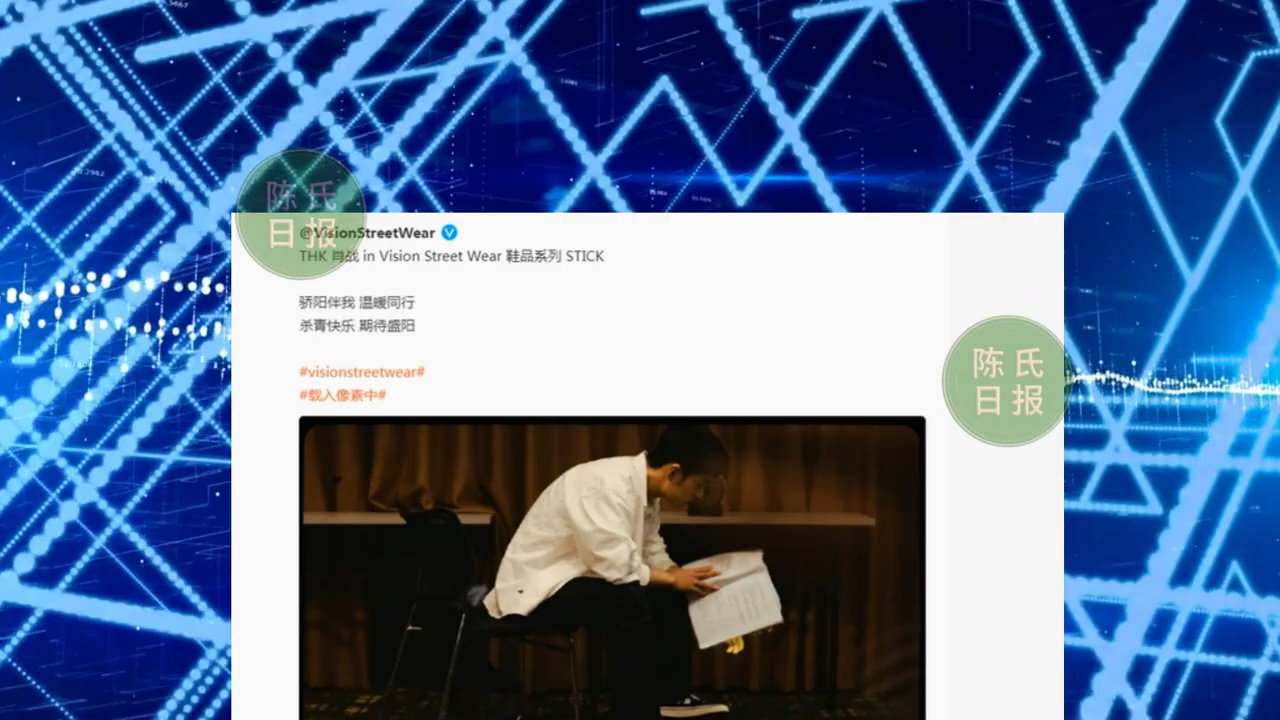 陈氏
日报
@VisionStreetWear
THK 肖战 in Vision Street Wear 鞋品系列 STICK
骄阳伴我 温暖同行
杀青快乐 期待盛阳
#visionstreetwear#
#载入像素中#
陈氏
日报